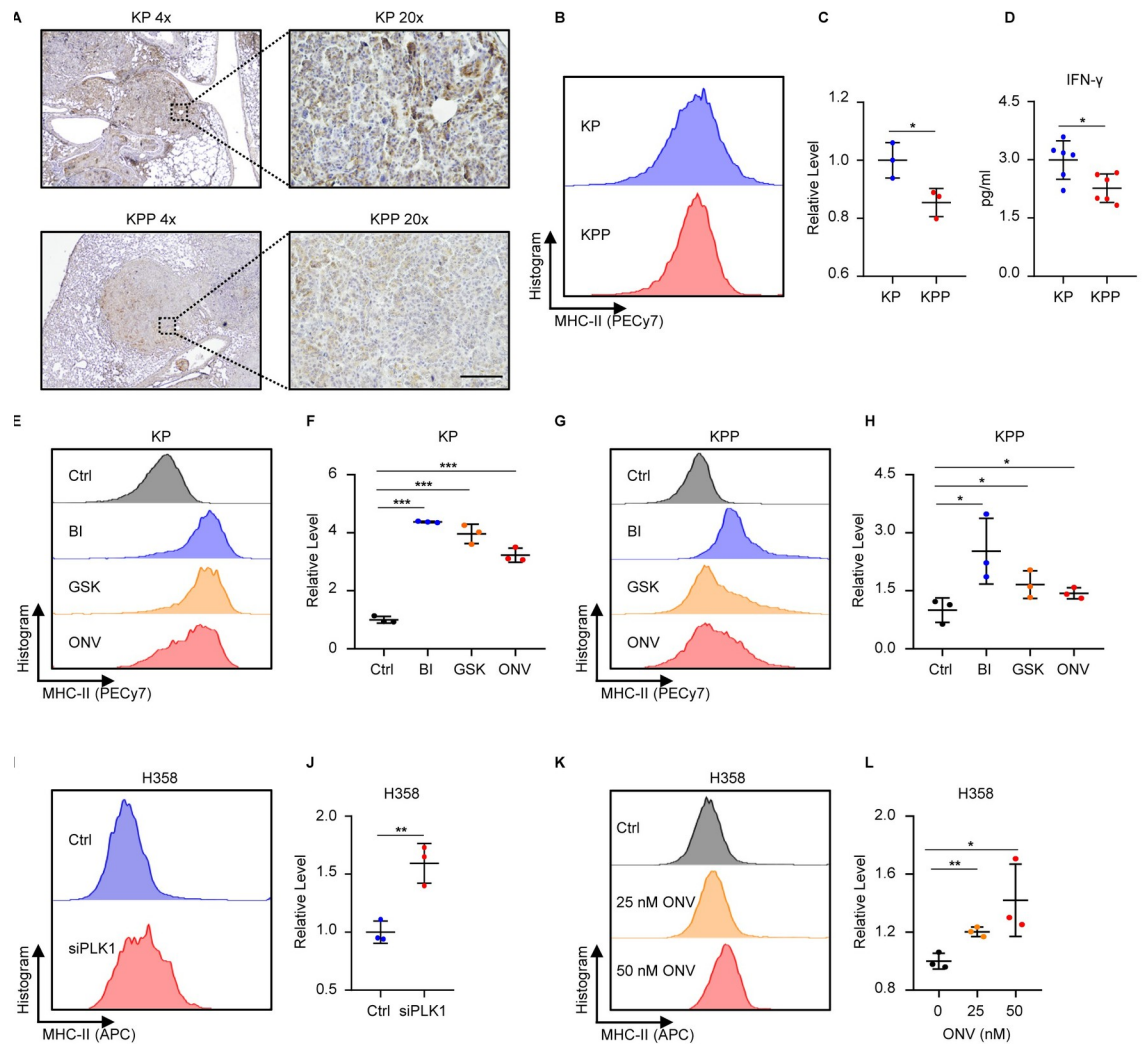 A
KP 4x
KP 20x
KPP 4x
KPP 20x
B
KP
KPP
Histogram
MHC-II (PECy7)
C
1.2
1.0
0.8
0.6
Relative Level
*
KP
KPP
D
IFN-γ
4.5
3.0
1.5
0.0
pg/ml
*
KP
KPP
E
KP
Ctrl
BI
GSK
ONV
Histogram
MHC-II (PECy7)
F
KP
6
4
2
0
Relative Level
***
***
***
Ctrl
BI
GSK
ONV
G
KPP
Ctrl
BI
GSK
ONV
Histogram
MHC-II (PECy7)
H
KPP
4.5
3.0
1.5
0.0
Relative Level
*
*
*
Ctrl
BI
GSK
ONV
I
H358
Ctrl
siPLK1
Histogram
MHC-II (APC)
J
H358
2.0
1.5
1.0
0.5
Relative Level
**
Ctrl
siPLK1
K
H358
Ctrl
25 nM ONV
50 nM ONV
Histogram
MHC-II (APC)
L
H358
2.0
1.6
1.2
0.8
Relative Level
*
**
0
25
50
ONV (nM)